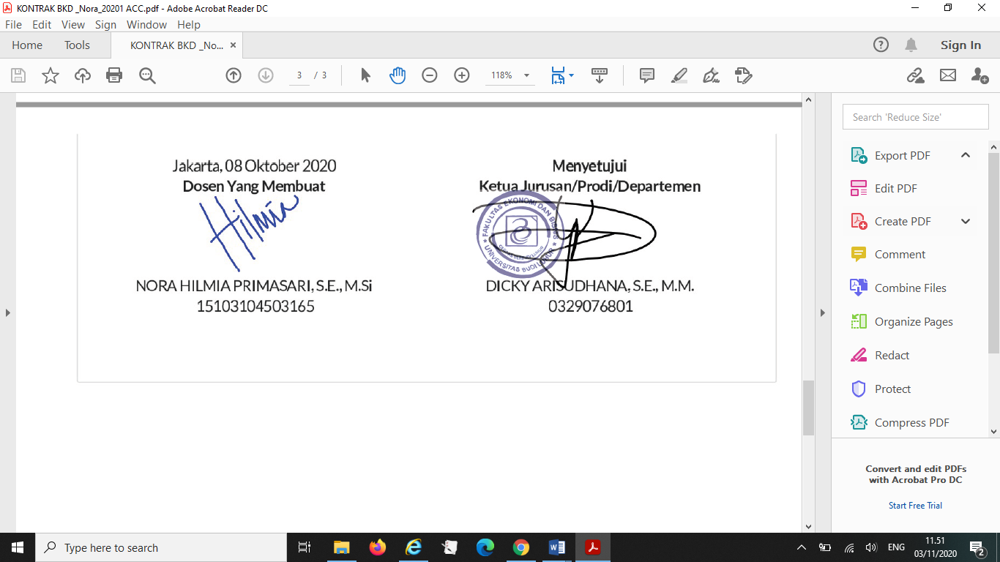 KONTRAK BKD _Nora_20201 ACC.pdf - Adobe Acrobat Reader DC
File Edit View Sign Window Help
Home Tools KONTRAK BKD _No... ×
Sign In
3 / 3 118%
Jakarta, 08 Oktober 2020
Dosen Yang Membuat
Hilmia
NORA HILMIA PRIMASARI, S.E., M.Si
15103104503165
Menyetujui
Ketua Jurusan/Prodi/Departemen
FAKULTAS EKONOMI DAN BISNIS
UNIVERSITAS BUDI LUHUR
DICKY ARISUDHANA, S.E., M.M.
0329076801
Search 'Reduce Size'
Export PDF
Edit PDF
Create PDF
Comment
Combine Files
Organize Pages
Redact
Protect
Compress PDF
Convert and edit PDFs
with Acrobat Pro DC
Start Free Trial
Type here to search
ENG
11.51
03/11/2020
2